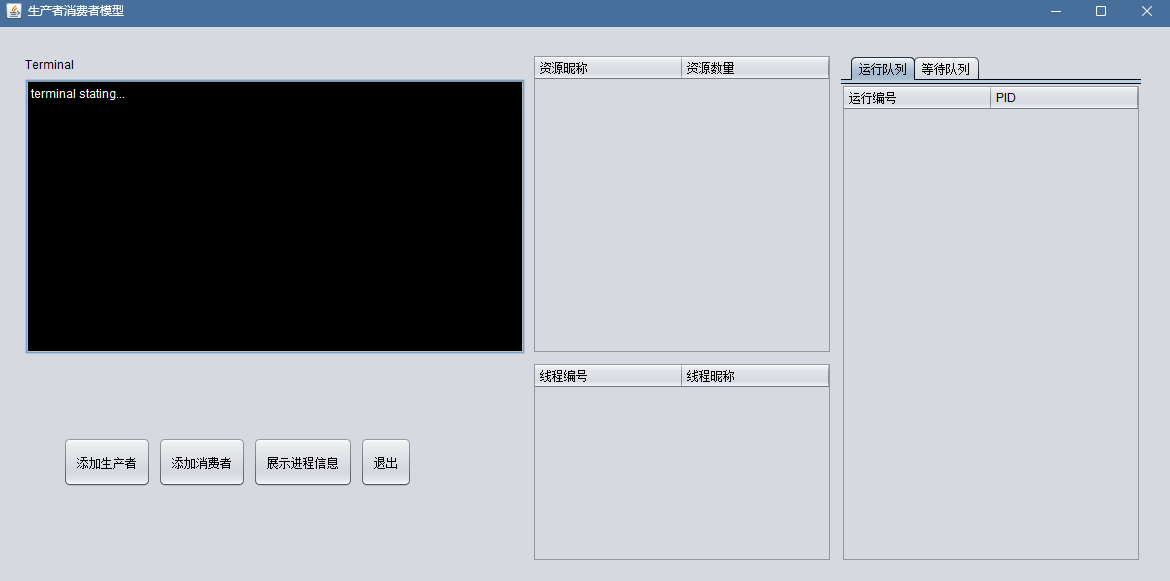 生产者消费者模型
Terminal
terminal stating...
添加生产者 添加消费者 展示进程信息 退出
资源昵称 资源数量
线程编号 线程昵称
运行队列 等待队列
运行编号 PID